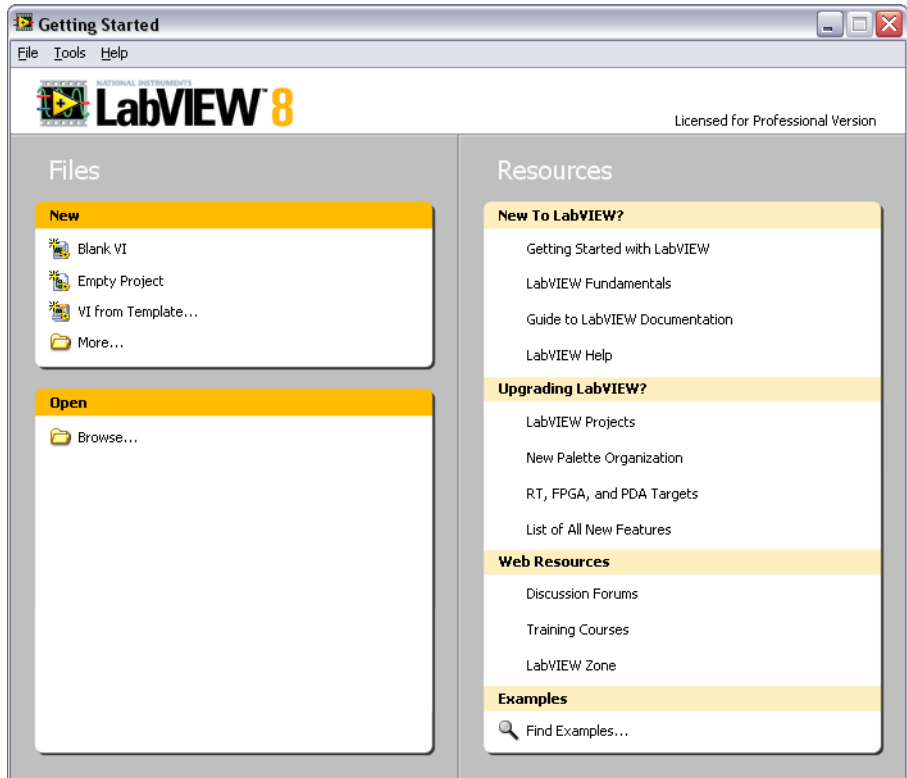 Getting Started
File Tools Help
NATIONAL INSTRUMENTS
LabVIEW™ 8
Licensed for Professional Version
Files
New
Blank VI
Empty Project
VI from Template...
More...
Open
Browse...
Resources
New To LabVIEW?
Getting Started with LabVIEW
LabVIEW Fundamentals
Guide to LabVIEW Documentation
LabVIEW Help
Upgrading LabVIEW?
LabVIEW Projects
New Palette Organization
RT, FPGA, and PDA Targets
List of All New Features
Web Resources
Discussion Forums
Training Courses
LabVIEW Zone
Examples
Find Examples...